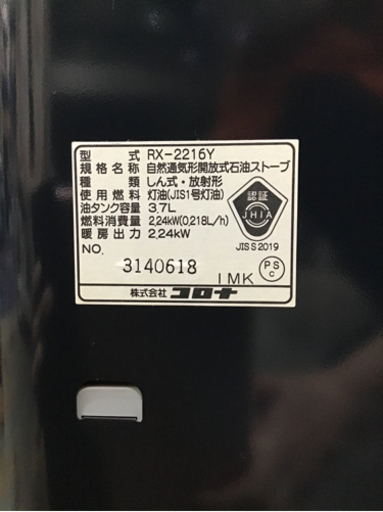 型式 RX-2216Y
規格名称 自然通気形開放式石油ストーブ
種類 しん式・放射形
使用燃料 灯油(JIS1号灯油)
油タンク容量 3.7L
燃料消費量 2.24kW(0.218L/h)
暖房出力 2.24kW
NO. 3140618
1MK
認証
JHIA
JIS S 2019
PS
C
株式会社 コロナ